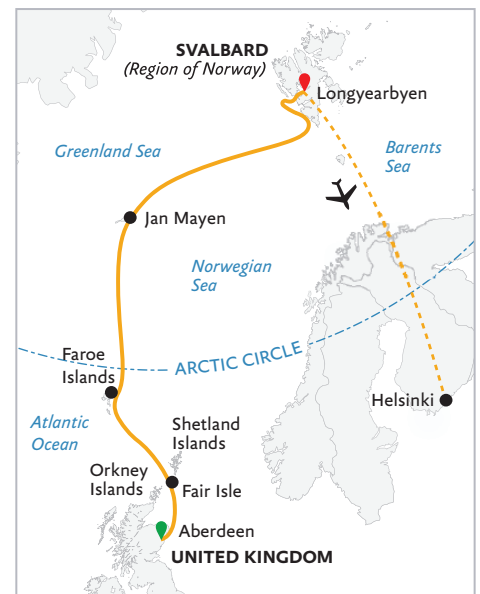 SVALBARD
(Region of Norway)
Longyearbyen
Greenland Sea
Barents
Sea
Jan Mayen
Norwegian
Sea
ARCTIC CIRCLE
Faroe
Islands
Helsinki
Atlantic
Ocean
Shetland
Islands
Orkney
Islands
Fair Isle
Aberdeen
UNITED KINGDOM